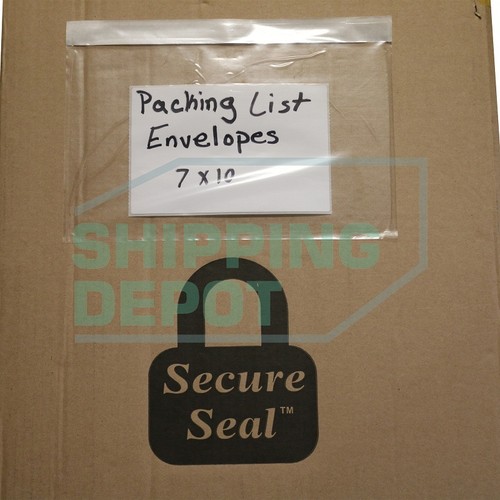 Packing List
Envelopes
7 x 10
SHIPPING
DEPOT
Secure
Seal™